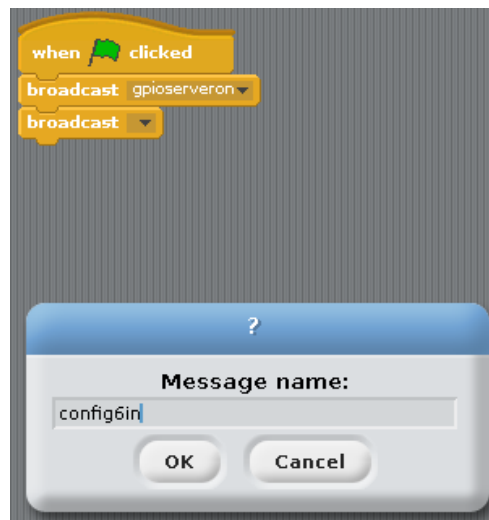 when clicked
broadcast gpioserveron
broadcast
?
Message name:
config6in
OK Cancel